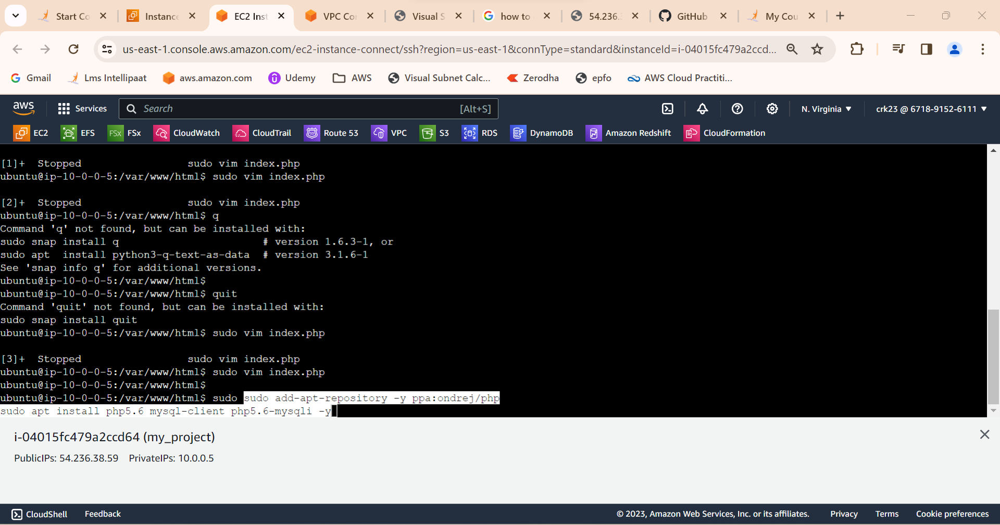 Start Co
Instance
EC2 Inst
VPC Co
Visual S
how to
54.236.
GitHub
My Cou
us-east-1.console.aws.amazon.com/ec2-instance-connect/ssh?region=us-east-1&connType=standard&instanceId=i-04015fc479a2ccd...
Gmail
Lms Intellipaat
aws.amazon.com
Udemy
AWS
Visual Subnet Calc...
Zerodha
epfo
AWS Cloud Practiti...
aws
Services
Search
[Alt+S]
N. Virginia
crk23 @ 6718-9152-6111
EC2
EFS
FSx
FSx
CloudWatch
CloudTrail
53
Route 53
VPC
S3
RDS
DynamoDB
Amazon Redshift
CloudFormation
[1]+  Stopped                 sudo vim index.php
ubuntu@ip-10-0-0-5:/var/www/html$ sudo vim index.php
[2]+  Stopped                 sudo vim index.php
ubuntu@ip-10-0-0-5:/var/www/html$ q
Command 'q' not found, but can be installed with:
sudo snap install q                       # version 1.6.3-1, or
sudo apt  install python3-q-text-as-data  # version 3.1.6-1
See 'snap info q' for additional versions.
ubuntu@ip-10-0-0-5:/var/www/html$
ubuntu@ip-10-0-0-5:/var/www/html$ quit
Command 'quit' not found, but can be installed with:
sudo snap install quit
ubuntu@ip-10-0-0-5:/var/www/html$ sudo vim index.php
[3]+  Stopped                 sudo vim index.php
ubuntu@ip-10-0-0-5:/var/www/html$ sudo vim index.php
ubuntu@ip-10-0-0-5:/var/www/html$
ubuntu@ip-10-0-0-5:/var/www/html$ sudo sudo add-apt-repository -y ppa:ondrej/php
sudo apt install php5.6 mysql-client php5.6-mysqli -y
i-04015fc479a2ccd64 (my_project)
PublicIPs: 54.236.38.59 PrivateIPs: 10.0.0.5
CloudShell
Feedback
© 2023, Amazon Web Services, Inc. or its affiliates.
Privacy
Terms
Cookie preferences